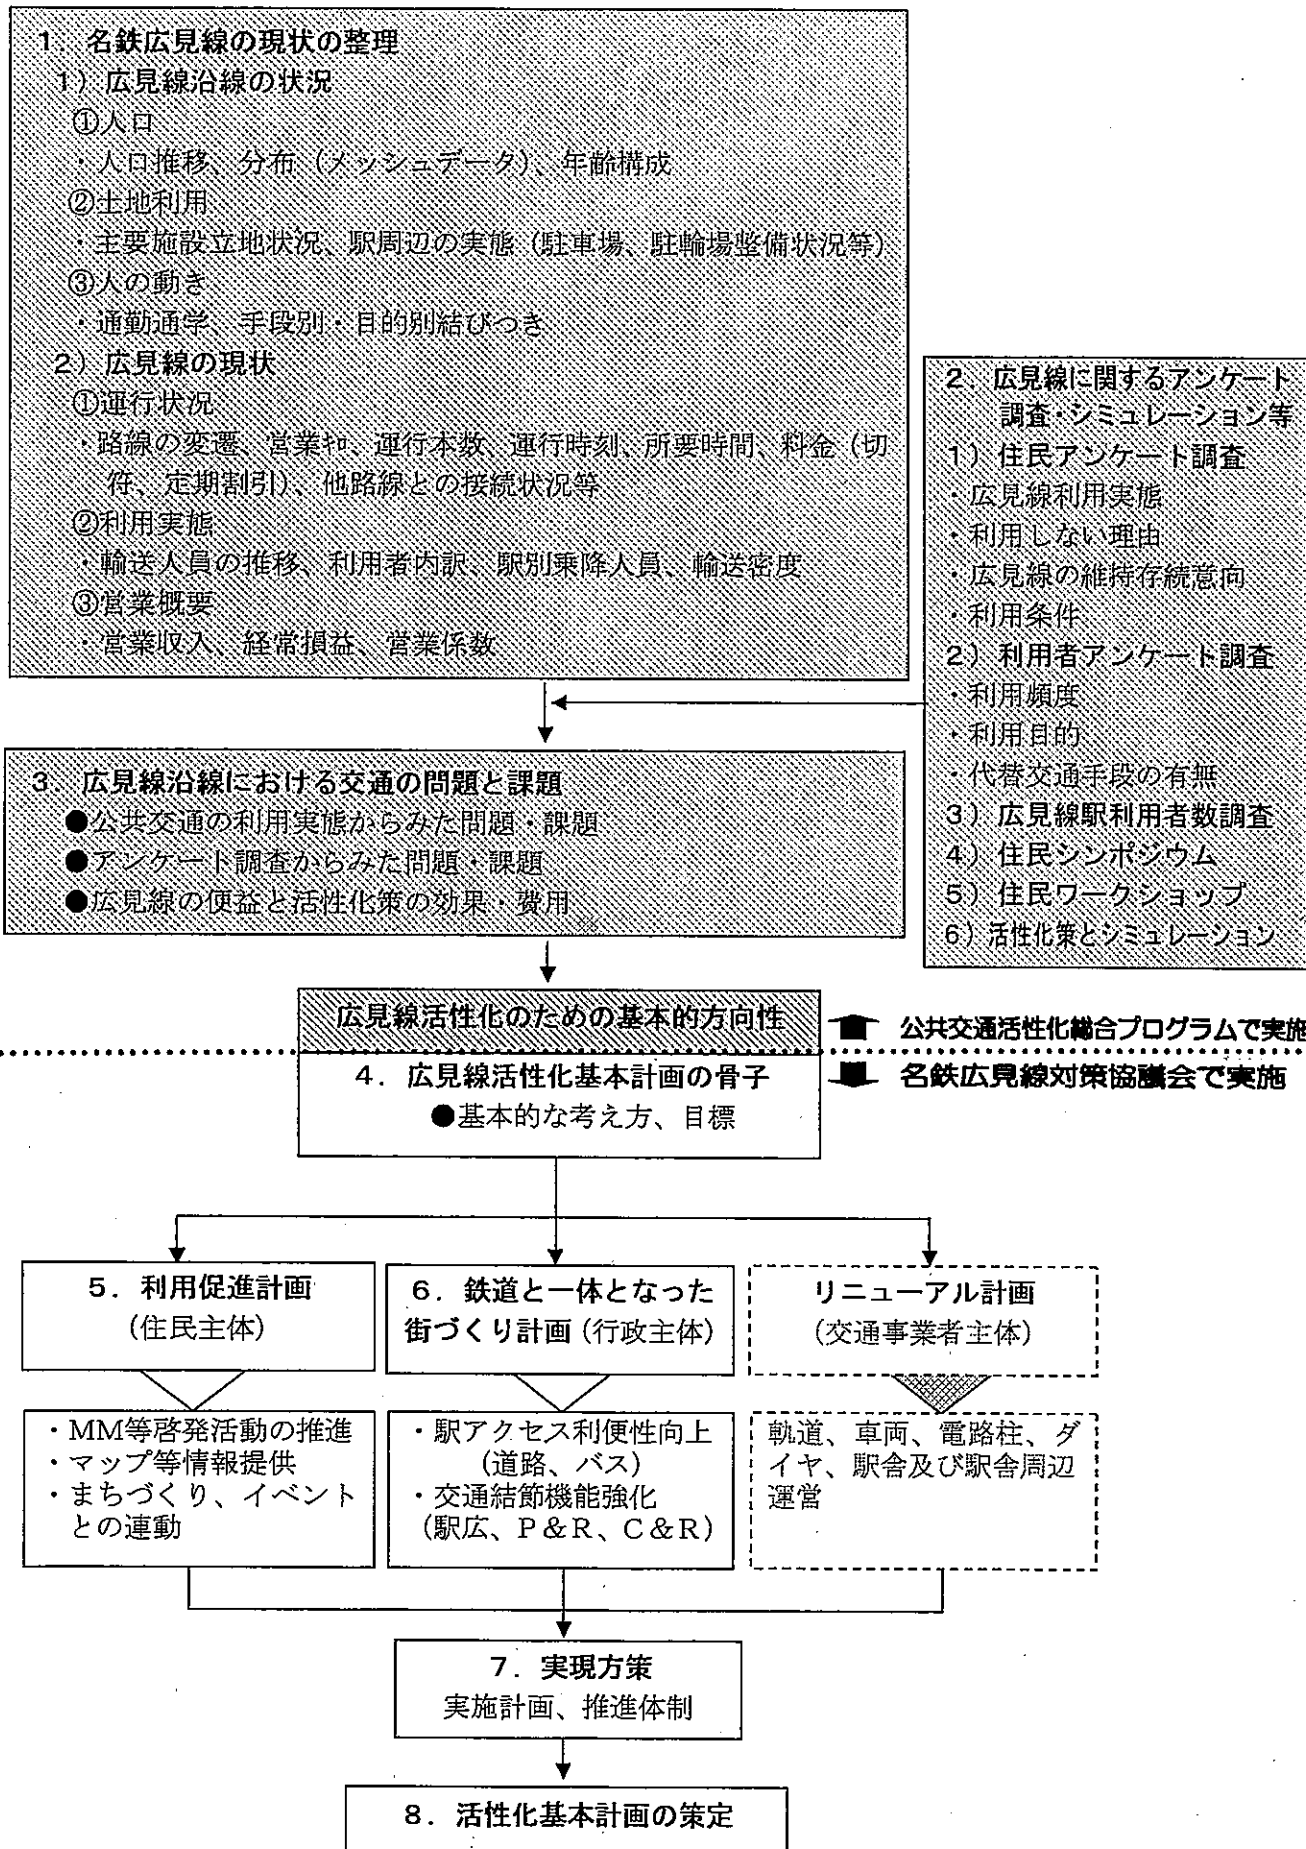 1．名鉄広見線の現状の整理
1）広見線沿線の状況
①人口
・人口推移、分布（メッシュデータ）、年齢構成
②土地利用
・主要施設立地状況、駅周辺の実態（駐車場、駐輪場整備状況等）
③人の動き
・通勤通学、手段別・目的別結びつき
2）広見線の現状
①運行状況
・路線の変遷、営業㌔、運行本数、運行時刻、所要時間、料金（切
符、定期割引）、他路線との接続状況等
②利用実態
・輸送人員の推移、利用者内訳、駅別乗降人員、輸送密度
③営業概要
・営業収入、経常損益、営業係数
2．広見線に関するアンケート
調査・シミュレーション等
1）住民アンケート調査
・広見線利用実態
・利用しない理由
・広見線の維持存続意向
・利用条件
2）利用者アンケート調査
・利用頻度
・利用目的
・代替交通手段の有無
3）広見線駅利用者数調査
4）住民シンポジウム
5）住民ワークショップ
6）活性化策とシミュレーション
3．広見線沿線における交通の問題と課題
●公共交通の利用実態からみた問題・課題
●アンケート調査からみた問題・課題
●広見線の便益と活性化策の効果・費用
広見線活性化のための基本的方向性
公共交通活性化総合プログラムで実施
4．広見線活性化基本計画の骨子
●基本的な考え方、目標
名鉄広見線対策協議会で実施
5．利用促進計画
(住民主体)
6．鉄道と一体となった
街づくり計画 (行政主体)
リニューアル計画
(交通事業者主体)
・MM等啓発活動の推進
・マップ等情報提供
・まちづくり、イベント
との連動
・駅アクセス利便性向上
(道路、バス)
・交通結節機能強化
(駅広、P＆R、C＆R)
軌道、車両、電路柱、ダ
イヤ、駅舎及び駅舎周辺
運営
7．実現方策
実施計画、推進体制
8．活性化基本計画の策定